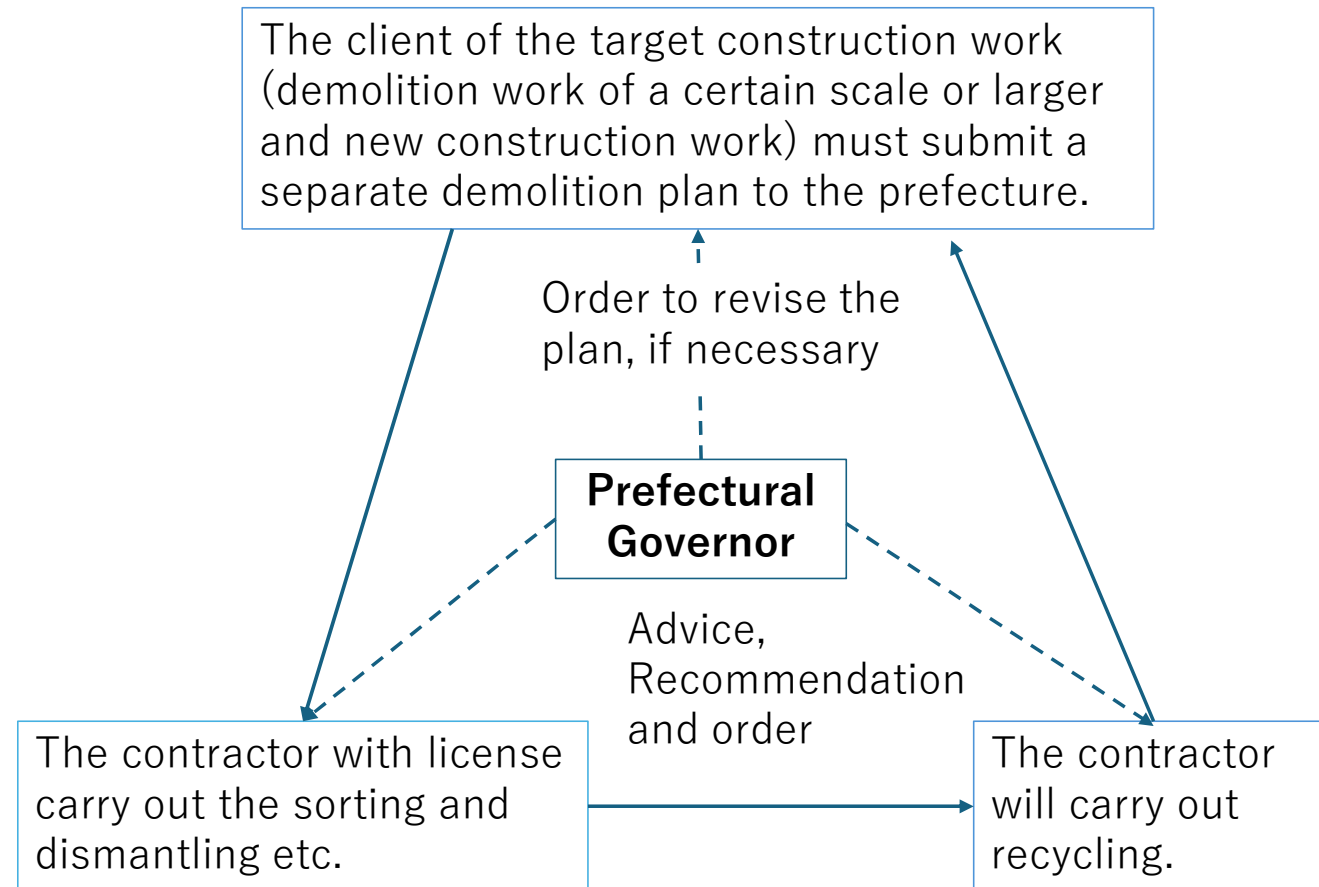 The client of the target construction work
(demolition work of a certain scale or larger
and new construction work) must submit a
separate demolition plan to the prefecture.
Order to revise the
plan, if necessary
Prefectural
Governor
Advice,
Recommendation
and order
The contractor with license
carry out the sorting and
dismantling etc.
The contractor
will carry out
recycling.